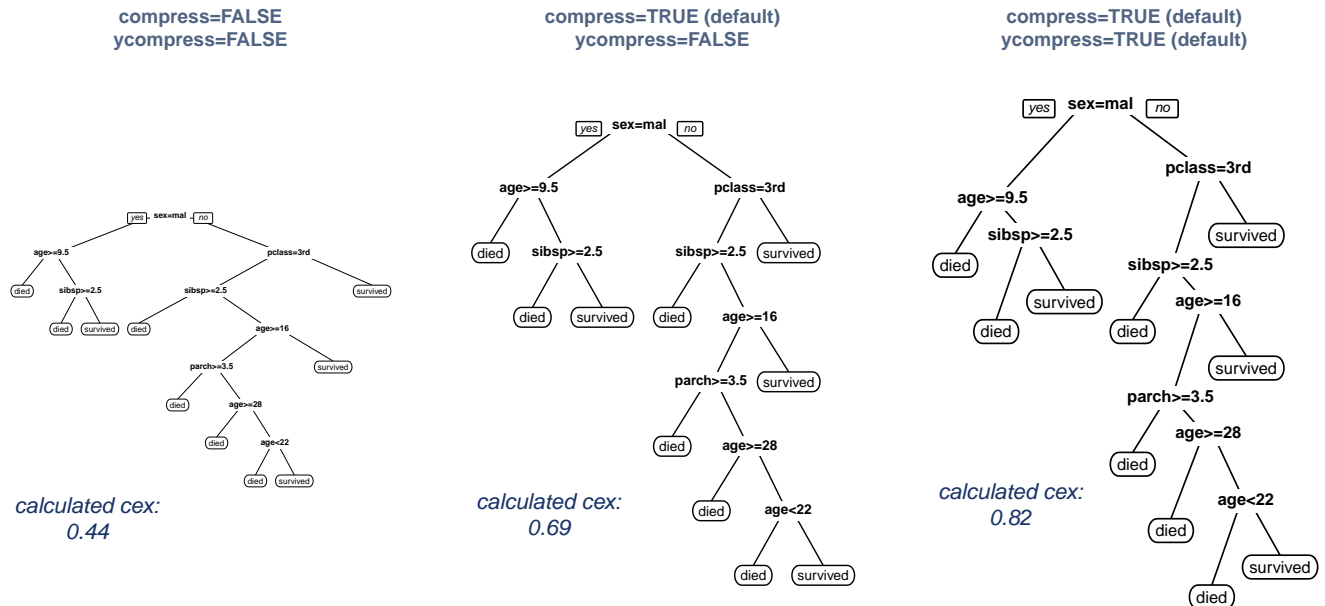 compress=FALSE
ycompress=FALSE
yes sex=mal no
age>=9.5 pclass=3rd
died sibsp>=2.5 sibsp>=2.5 survived
died survived died age>=16
parch>=3.5 survived
died age>=28
died age<22
died survived
calculated cex:
0.44
compress=TRUE (default)
ycompress=FALSE
yes sex=mal no
age>=9.5 pclass=3rd
died sibsp>=2.5 sibsp>=2.5 survived
died survived died age>=16
parch>=3.5 survived
died age>=28
died age<22
died survived
calculated cex:
0.69
compress=TRUE (default)
ycompress=TRUE (default)
yes sex=mal no
pclass=3rd
age>=9.5
sibsp>=2.5 survived
died sibsp>=2.5
age>=16
died survived died
survived
parch>=3.5
age>=28
died
age<22
died
survived
died
calculated cex:
0.82